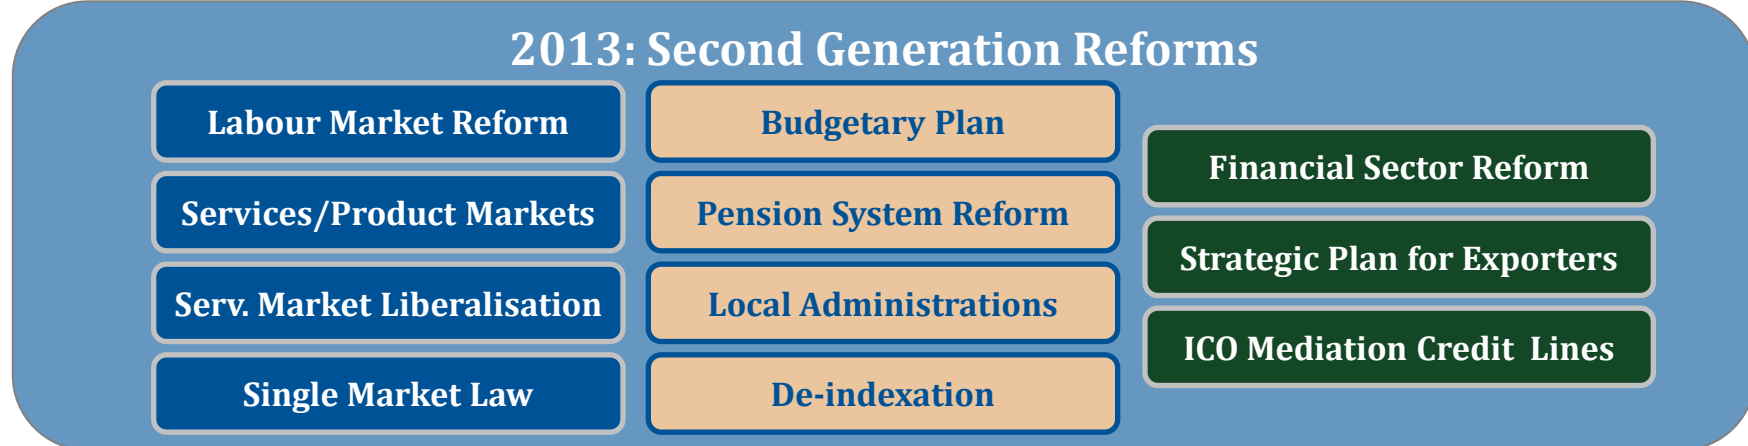 2013: Second Generation Reforms
Labour Market Reform
Services/Product Markets
Serv. Market Liberalisation
Single Market Law
Budgetary Plan
Pension System Reform
Local Administrations
De-indexation
Financial Sector Reform
Strategic Plan for Exporters
ICO Mediation Credit  Lines